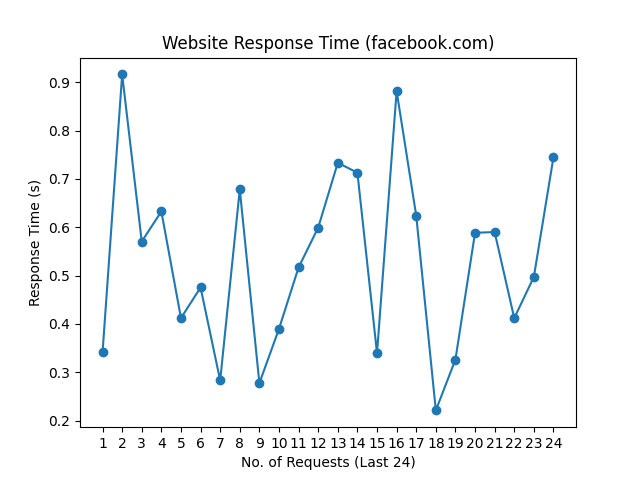 Website Response Time (facebook.com)
0.9
0.8
0.7
0.6
0.5
0.4
0.3
0.2
Response Time (s)
1 2 3 4 5 6 7 8 9 10 11 12 13 14 15 16 17 18 19 20 21 22 23 24
No. of Requests (Last 24)